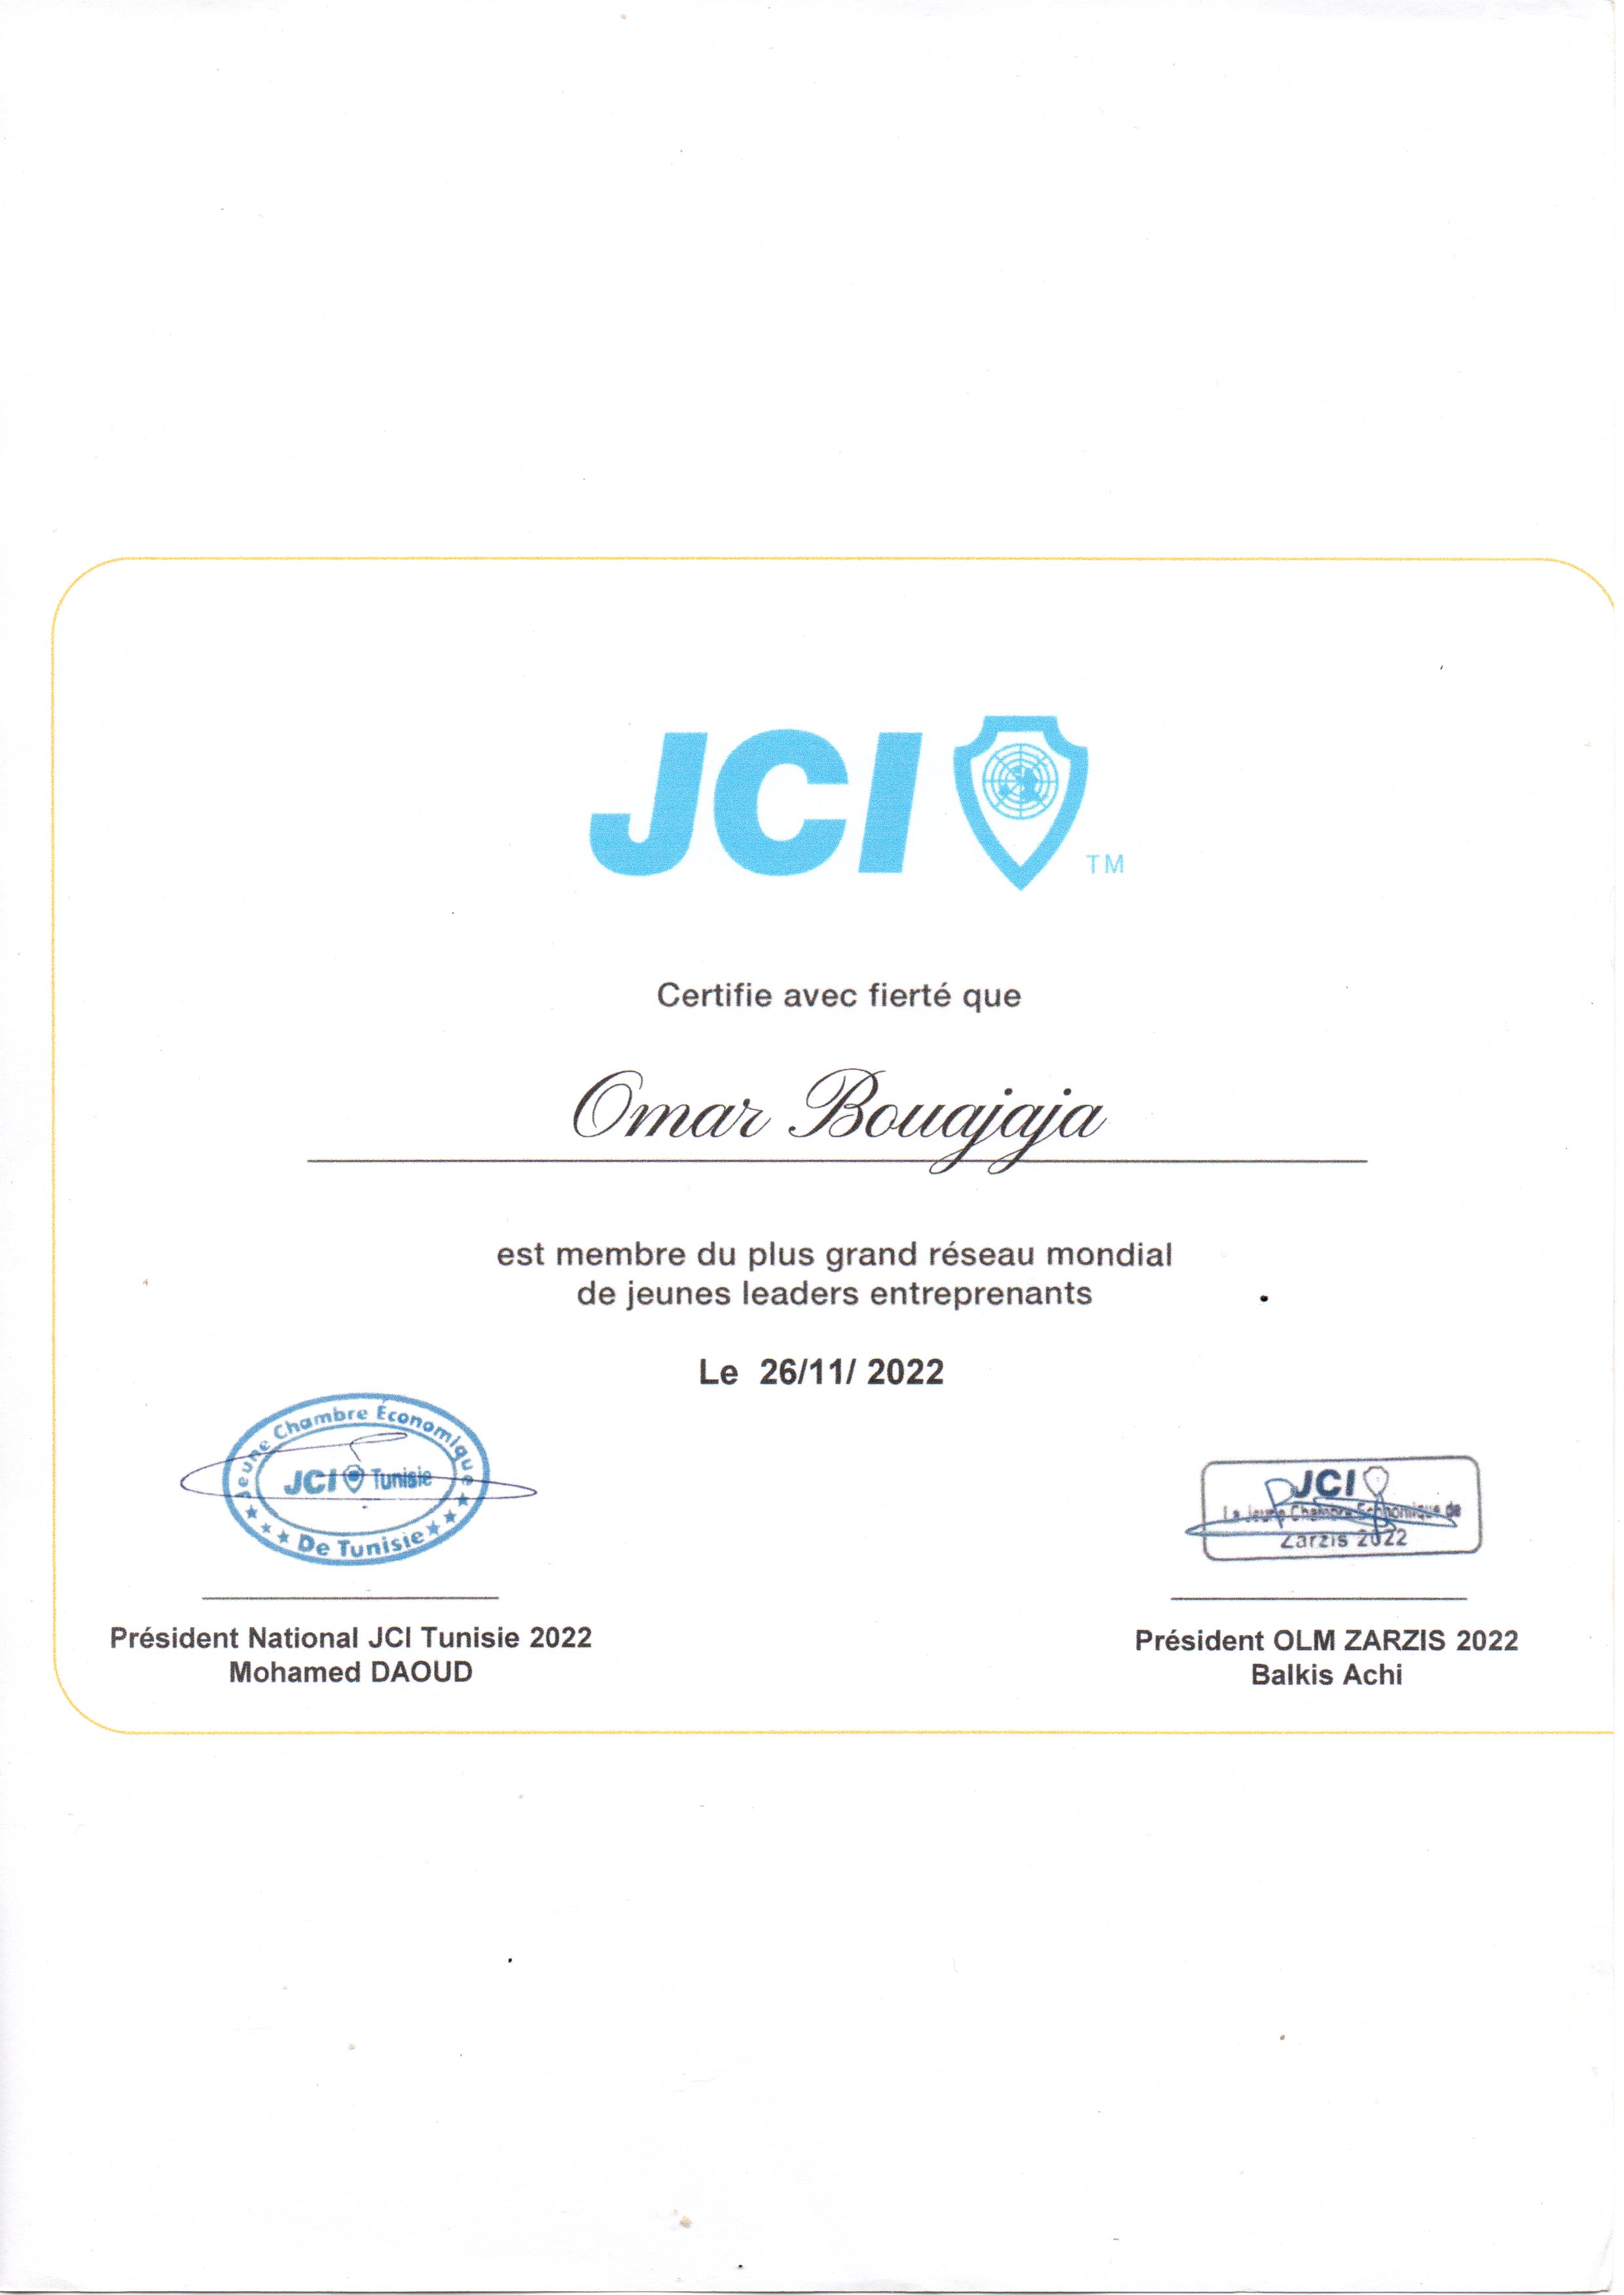 JCI
TM
Certifie avec fierté que
Omar Bouajaja
est membre du plus grand réseau mondial
de jeunes leaders entreprenants
Le 26/11/ 2022
Jeune Chambre Économique
JCI Tunisie
De Tunisie
JCI
La Jeune Chambre Economique de
Zarzis 2022
Président National JCI Tunisie 2022
Mohamed DAOUD
Président OLM ZARZIS 2022
Balkis Achi